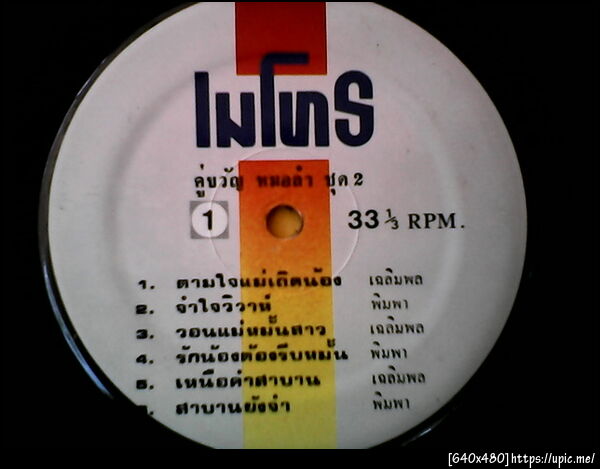 เมโทร
คู่ขวัญ หมอลำ ชุด 2
1
33 ⅓ RPM.
1. ตามใจแม่เถิดน้อง เฉลิมพล
2. จำใจวิวาห์ พิมพา
3. วอนแม่หมั้นสาว เฉลิมพล
4. รักน้องต้องรีบหมั้น พิมพา
5. เหนือคำสาบาน เฉลิมพล
สาบานยังจำ พิมพา
[640x480]https://upic.me/